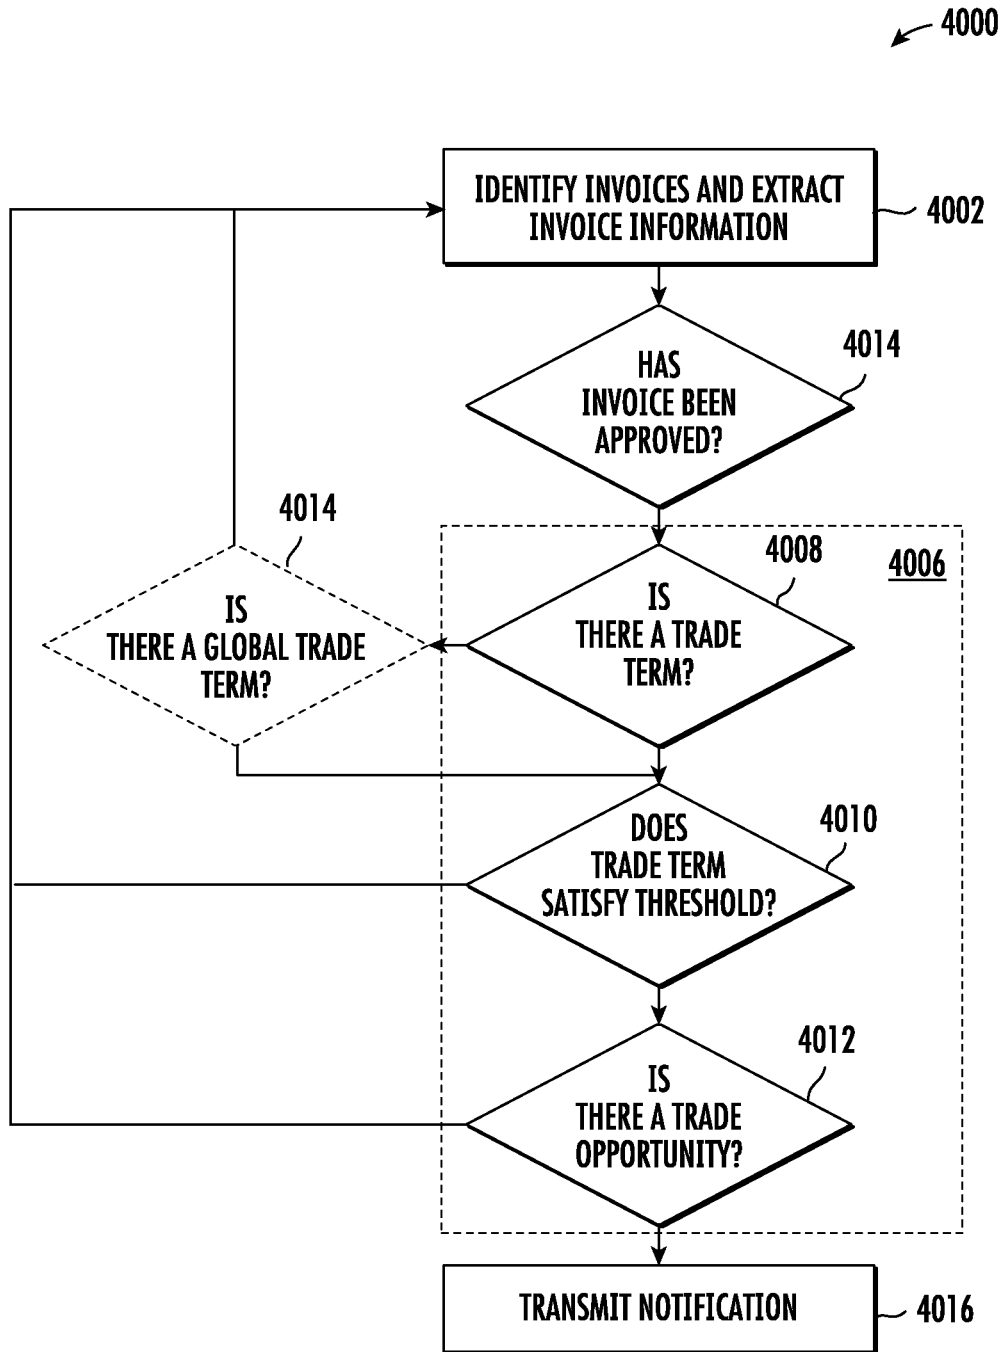 4000
IDENTIFY INVOICES AND EXTRACT
INVOICE INFORMATION
4002
HAS
INVOICE BEEN
APPROVED?
4014
4014
IS
THERE A GLOBAL TRADE
TERM?
4008
4006
IS
THERE A TRADE
TERM?
4010
DOES
TRADE TERM
SATISFY THRESHOLD?
4012
IS
THERE A TRADE
OPPORTUNITY?
TRANSMIT NOTIFICATION
4016